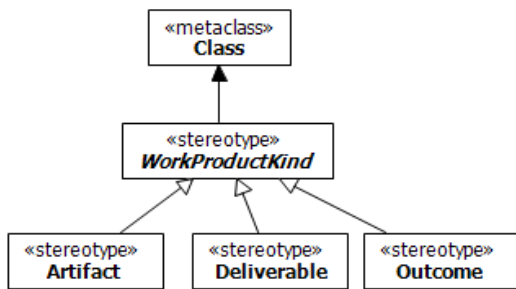 «metaclass»
Class
«stereotype»
WorkProductKind
«stereotype» «stereotype» «stereotype»
Artifact Deliverable Outcome